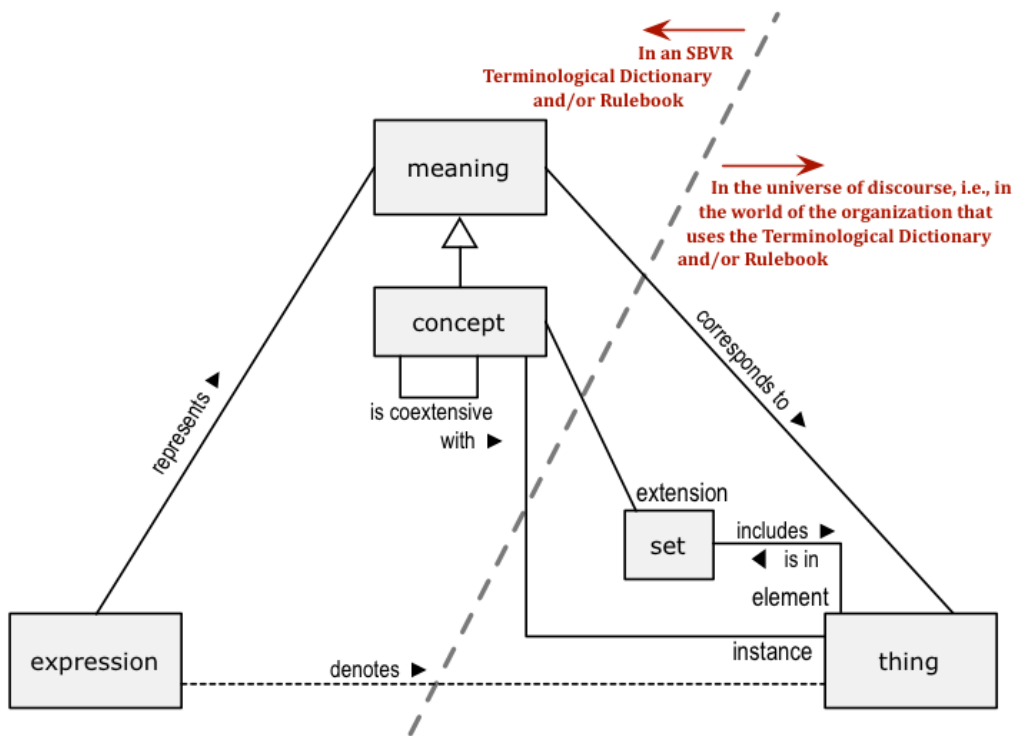 In an SBVR
Terminological Dictionary
and/or Rulebook
meaning
In the universe of discourse, i.e., in
the world of the organization that
uses the Terminological Dictionary
and/or Rulebook
concept
corresponds to ▶
is coextensive
with ▶
represents ▶
extension
set
includes ▶
◀ is in
element
expression
denotes ▶
instance
thing